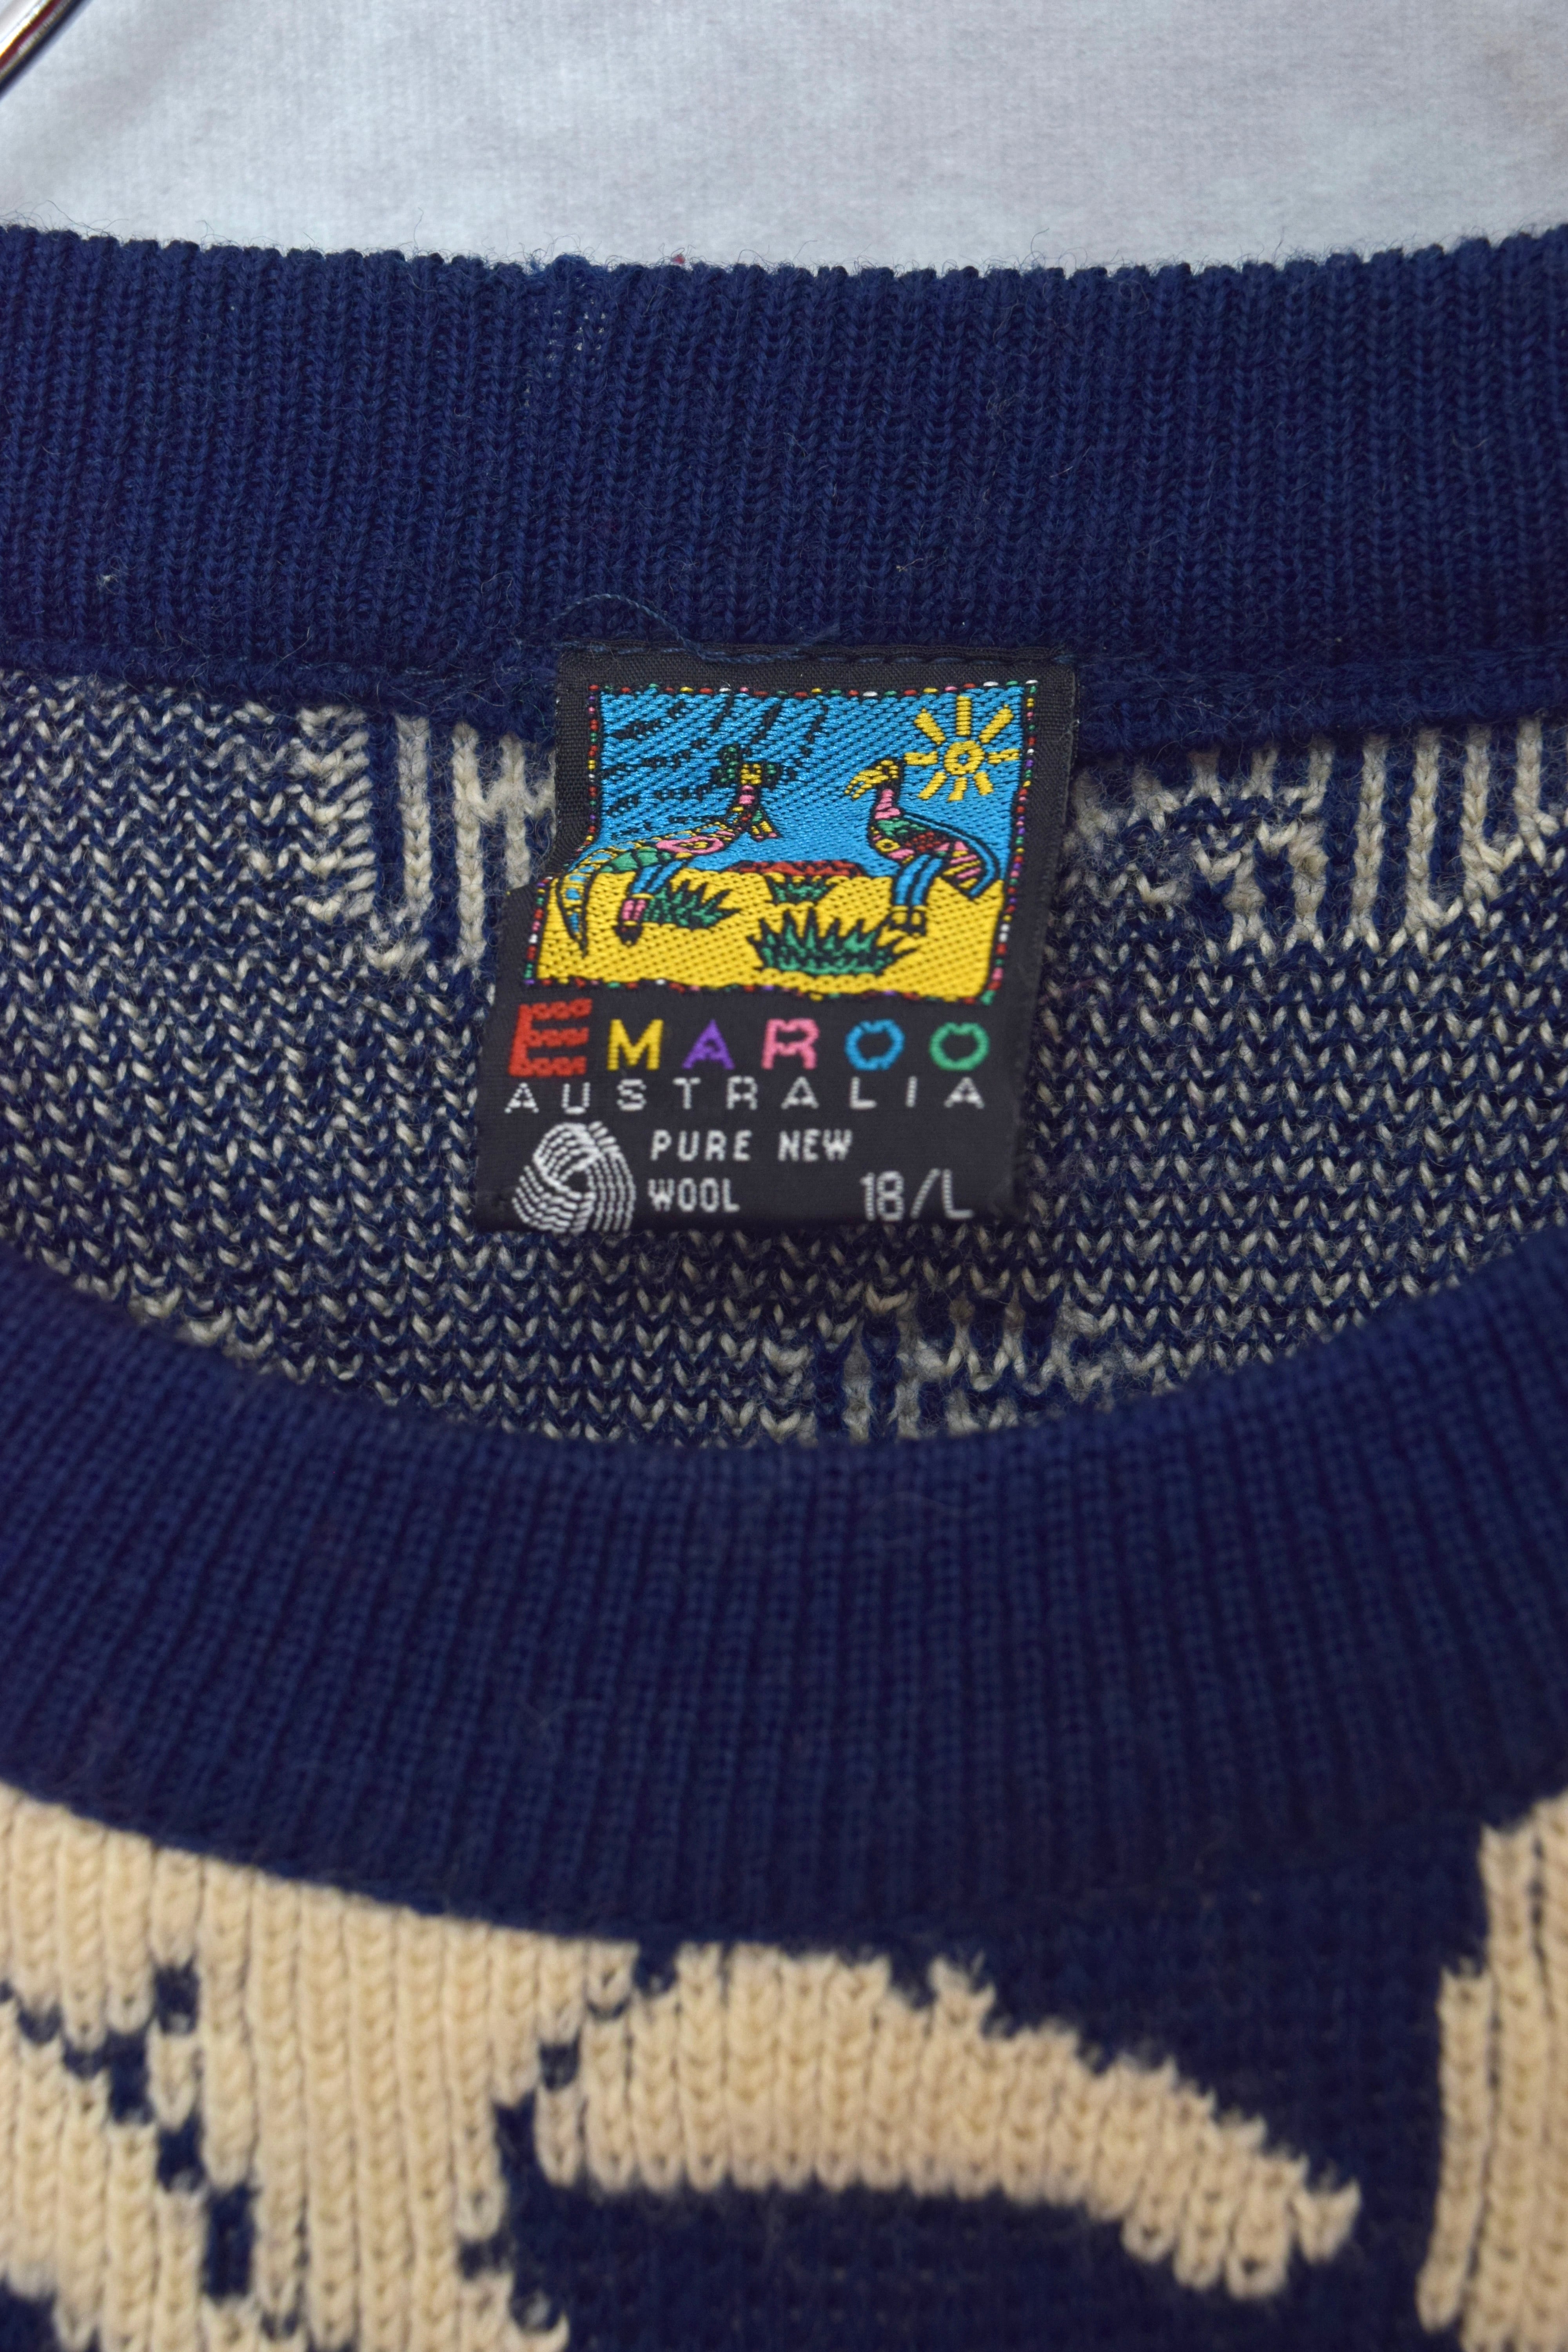 EMAROO
AUSTRALIA
PURE NEW
WOOL 18/L